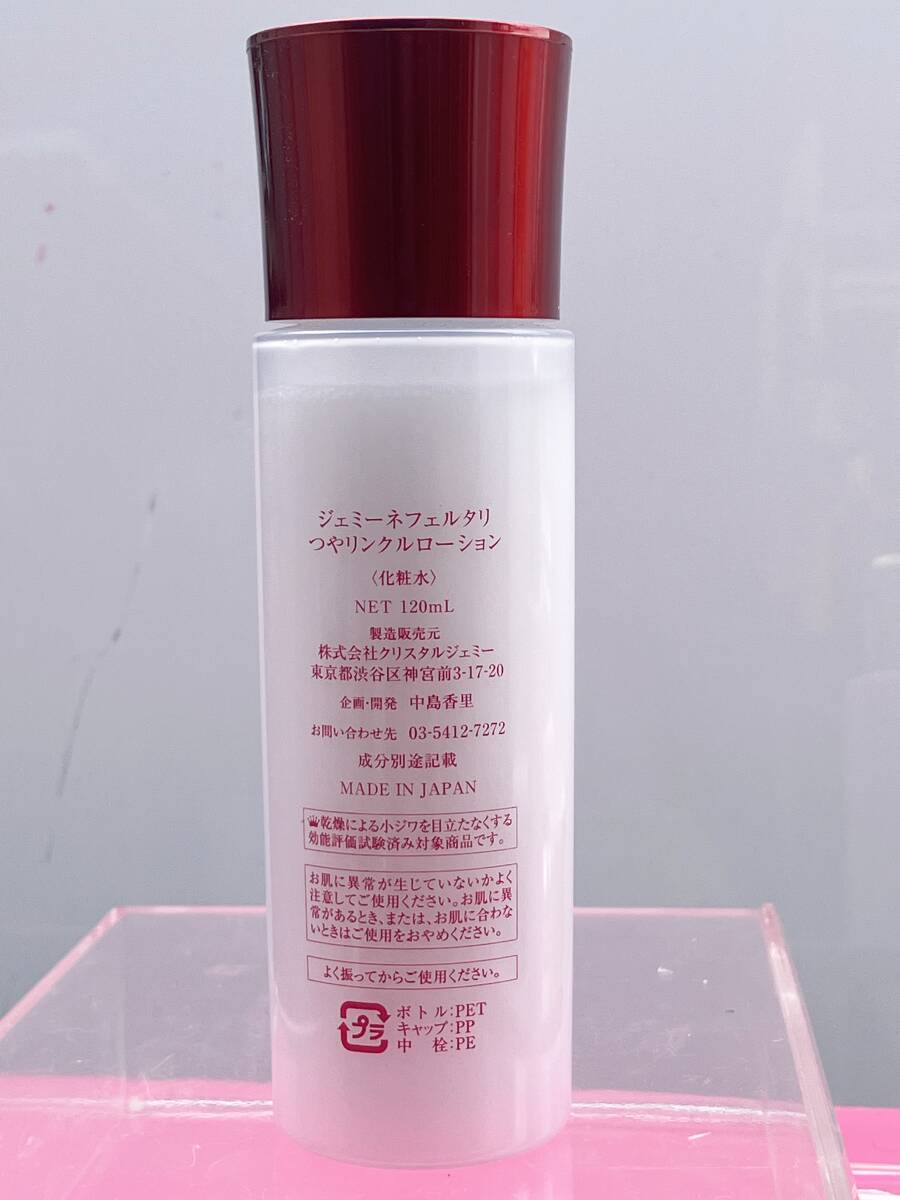 ジェミーネフェルタリ
つやリンクルローション
〈化粧水〉
NET 120mL
製造販売元
株式会社クリスタルジェミー
東京都渋谷区神宮前3-17-20
企画・開発 中島香里
お問い合わせ先 03-5412-7272
成分別途記載
MADE IN JAPAN
乾燥による小ジワを目立たなくする
効能評価試験済み対象商品です。
お肌に異常が生じていないかよく
注意してご使用ください。お肌に異
常があるとき、または、お肌に合わな
いときはご使用をおやめください。
よく振ってからご使用ください。
プラ
ボトル:PET
キャップ:PP
中 栓:PE